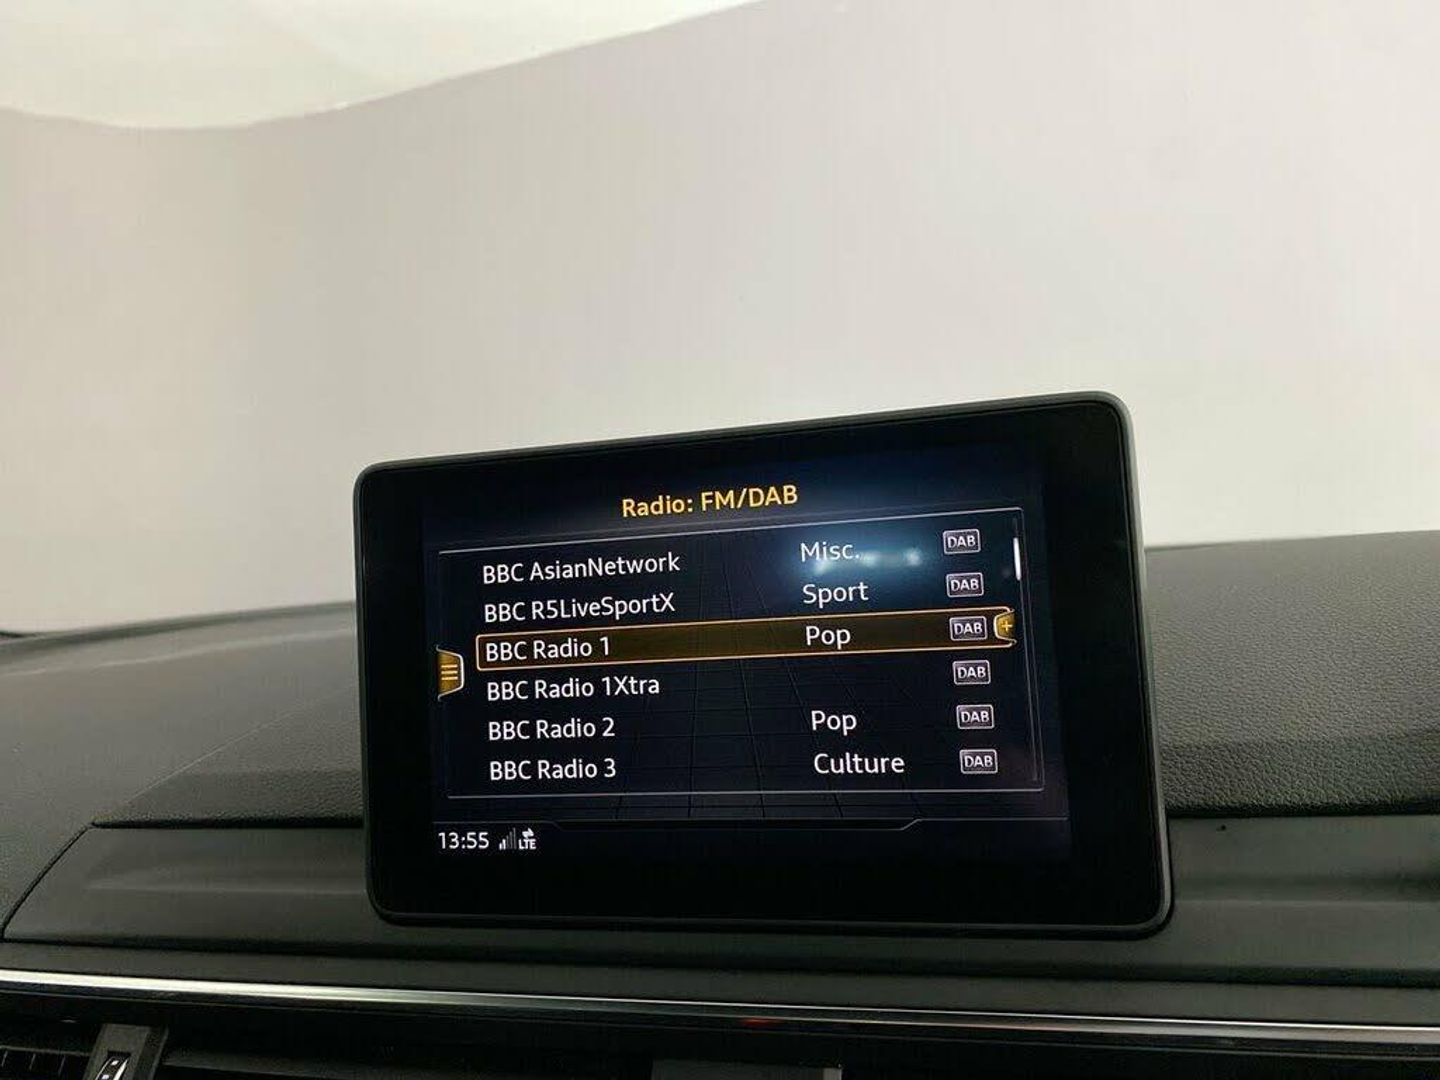 Radio: FM/DAB
BBC AsianNetwork Misc. DAB
BBC R5LiveSportX Sport DAB
BBC Radio 1 Pop DAB
BBC Radio 1Xtra DAB
BBC Radio 2 Pop DAB
BBC Radio 3 Culture DAB
13:55 LTE